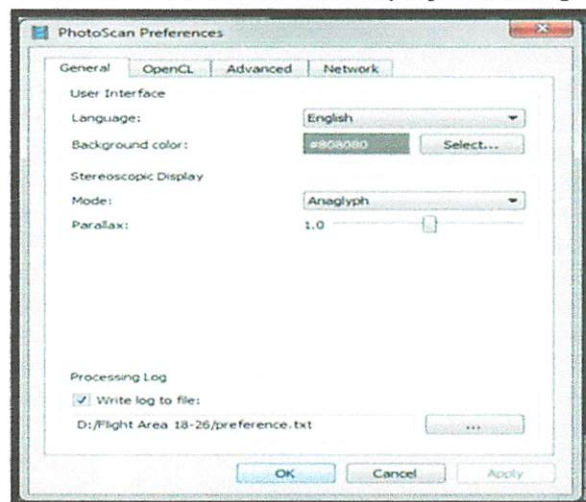 PhotoScan Preferences
General OpenCL Advanced Network
User Interface
Language: English
Background color: #808080 Select...
Stereoscopic Display
Mode: Anaglyph
Parallax: 1.0
Processing Log
Write log to file:
D:/Flight Area 18-26/preference.txt ...
OK Cancel Apply